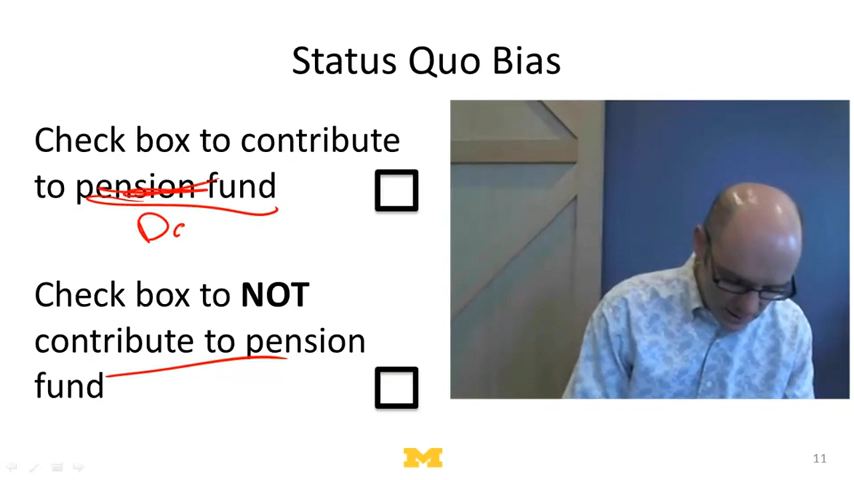 Status Quo Bias
Check box to contribute
to pension fund
Do
Check box to NOT
contribute to pension
fund
M
11